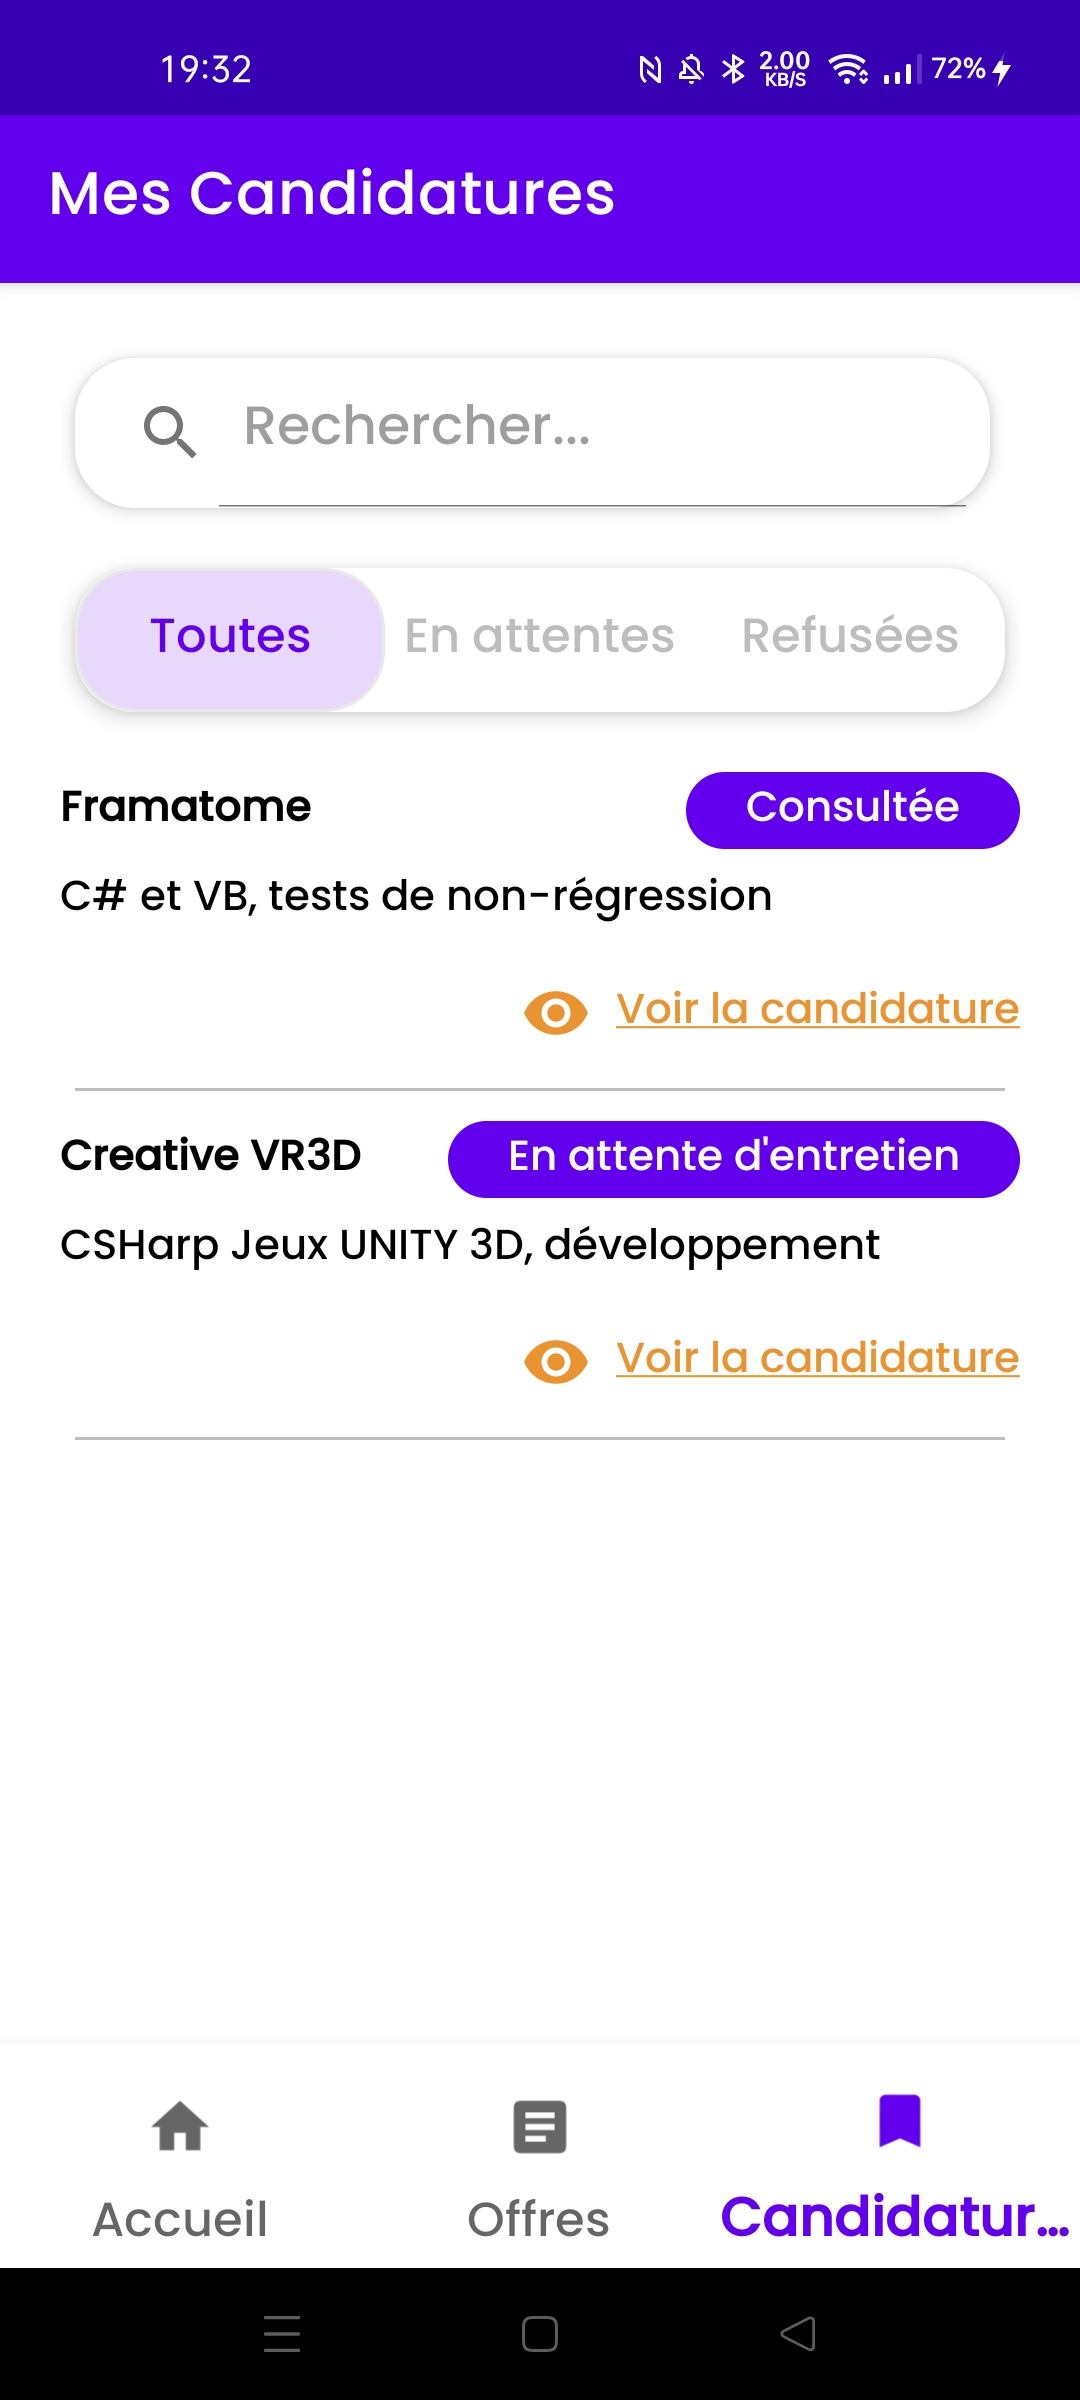 19:32 2.00 KB/S 72%
Mes Candidatures
Rechercher...
Toutes En attentes Refusées
Framatome Consultée
C# et VB, tests de non-régression
Voir la candidature
Creative VR3D En attente d'entretien
CSHarp Jeux UNITY 3D, développement
Voir la candidature
Accueil Offres Candidatur...